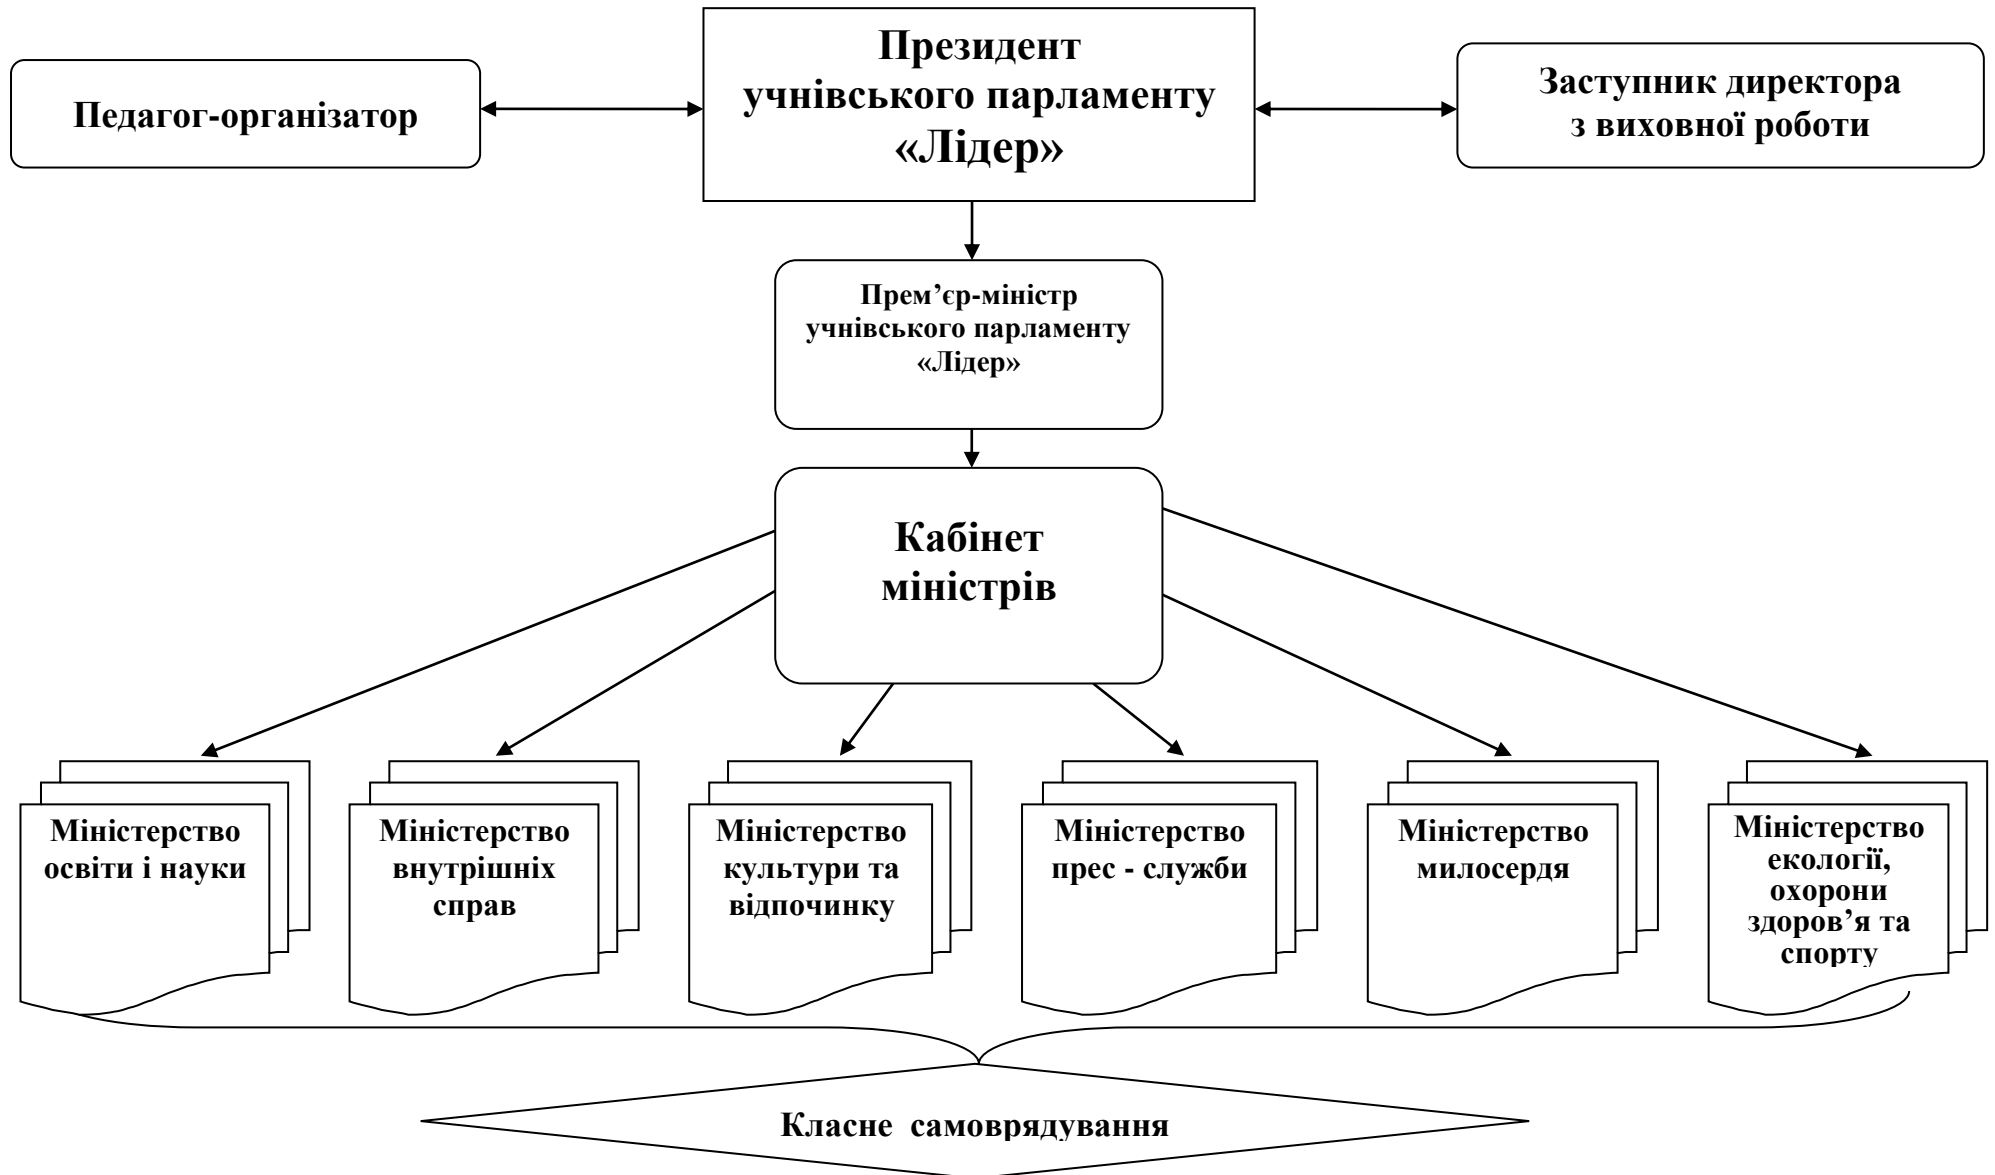 Президент
учнівського парламенту
«Лідер»
Педагог-організатор
Заступник директора
з виховної роботи
Прем’єр-міністр
учнівського парламенту
«Лідер»
Кабінет
міністрів
Міністерство
освіти і науки
Міністерство
внутрішніх
справ
Міністерство
культури та
відпочинку
Міністерство
прес - служби
Міністерство
милосердя
Міністерство
екології,
охорони
здоров’я та
спорту
Класне самоврядування